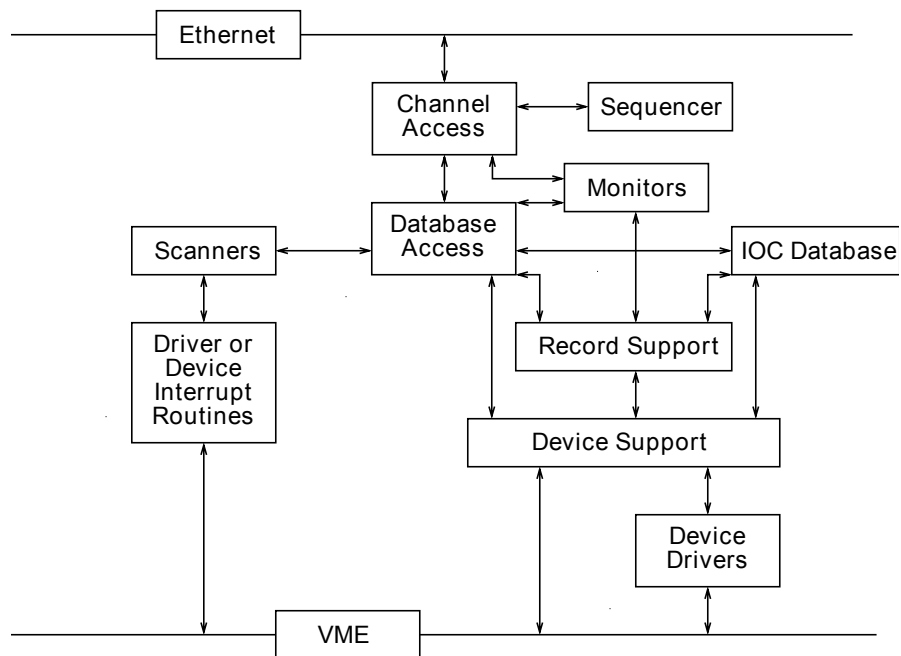 Ethernet
Channel
Access
Sequencer
Monitors
Database
Access
Scanners
IOC Database
Driver or
Device
Interrupt
Routines
Record Support
Device Support
Device
Drivers
VME